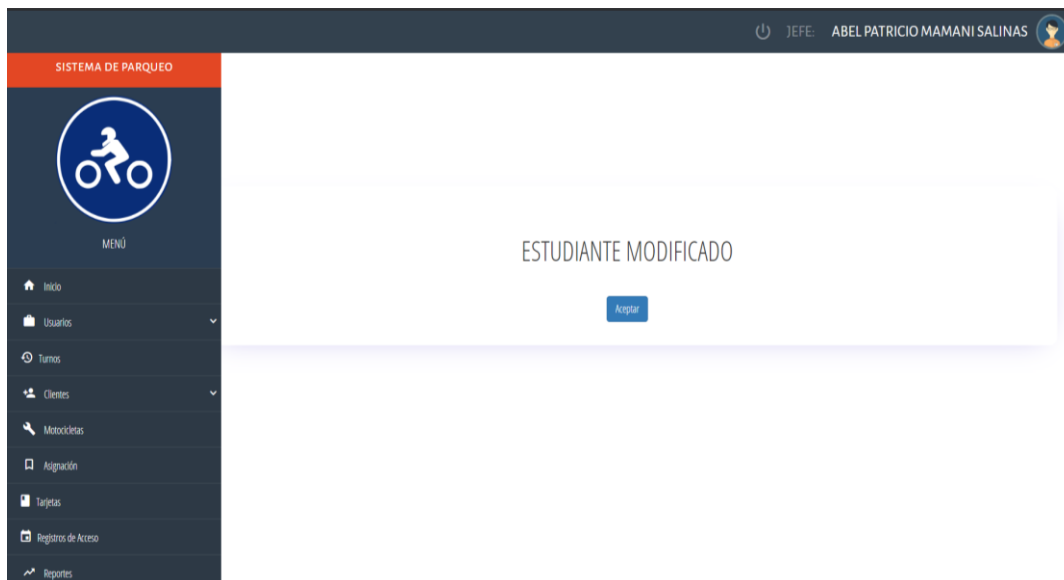 JEFE: ABEL PATRICIO MAMANI SALINAS
SISTEMA DE PARQUEO
MENÚ
Inicio
Usuarios
Turnos
Clientes
Motocicletas
Asignación
Tarjetas
Registros de Acceso
Reportes
ESTUDIANTE MODIFICADO
Aceptar